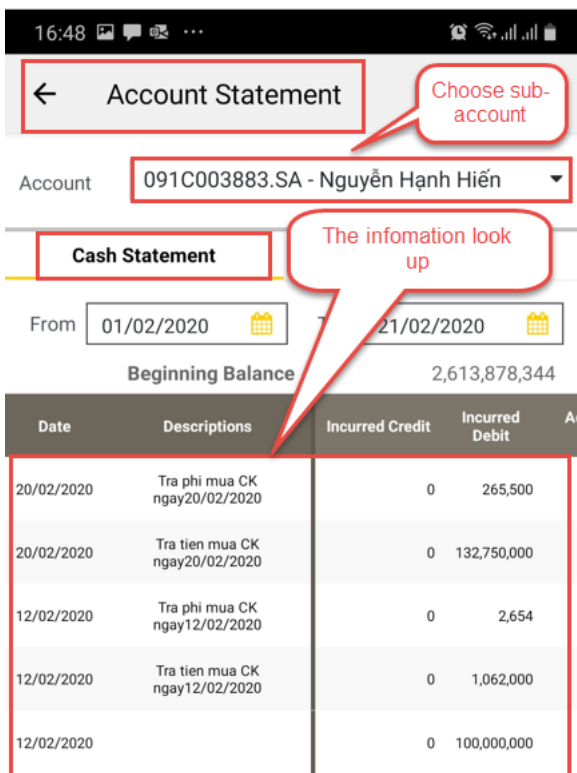 16:48
Account Statement
Choose sub-
account
Account
091C003883.SA - Nguyễn Hạnh Hiến
Cash Statement
The infomation look
up
From 01/02/2020 21/02/2020
Beginning Balance 2,613,878,344
Date Descriptions Incurred Credit Incurred
Debit
20/02/2020 Tra phi mua CK
ngay20/02/2020 0 265,500
20/02/2020 Tra tien mua CK
ngay20/02/2020 0 132,750,000
12/02/2020 Tra phi mua CK
ngay12/02/2020 0 2,654
12/02/2020 Tra tien mua CK
ngay12/02/2020 0 1,062,000
12/02/2020 0 100,000,000